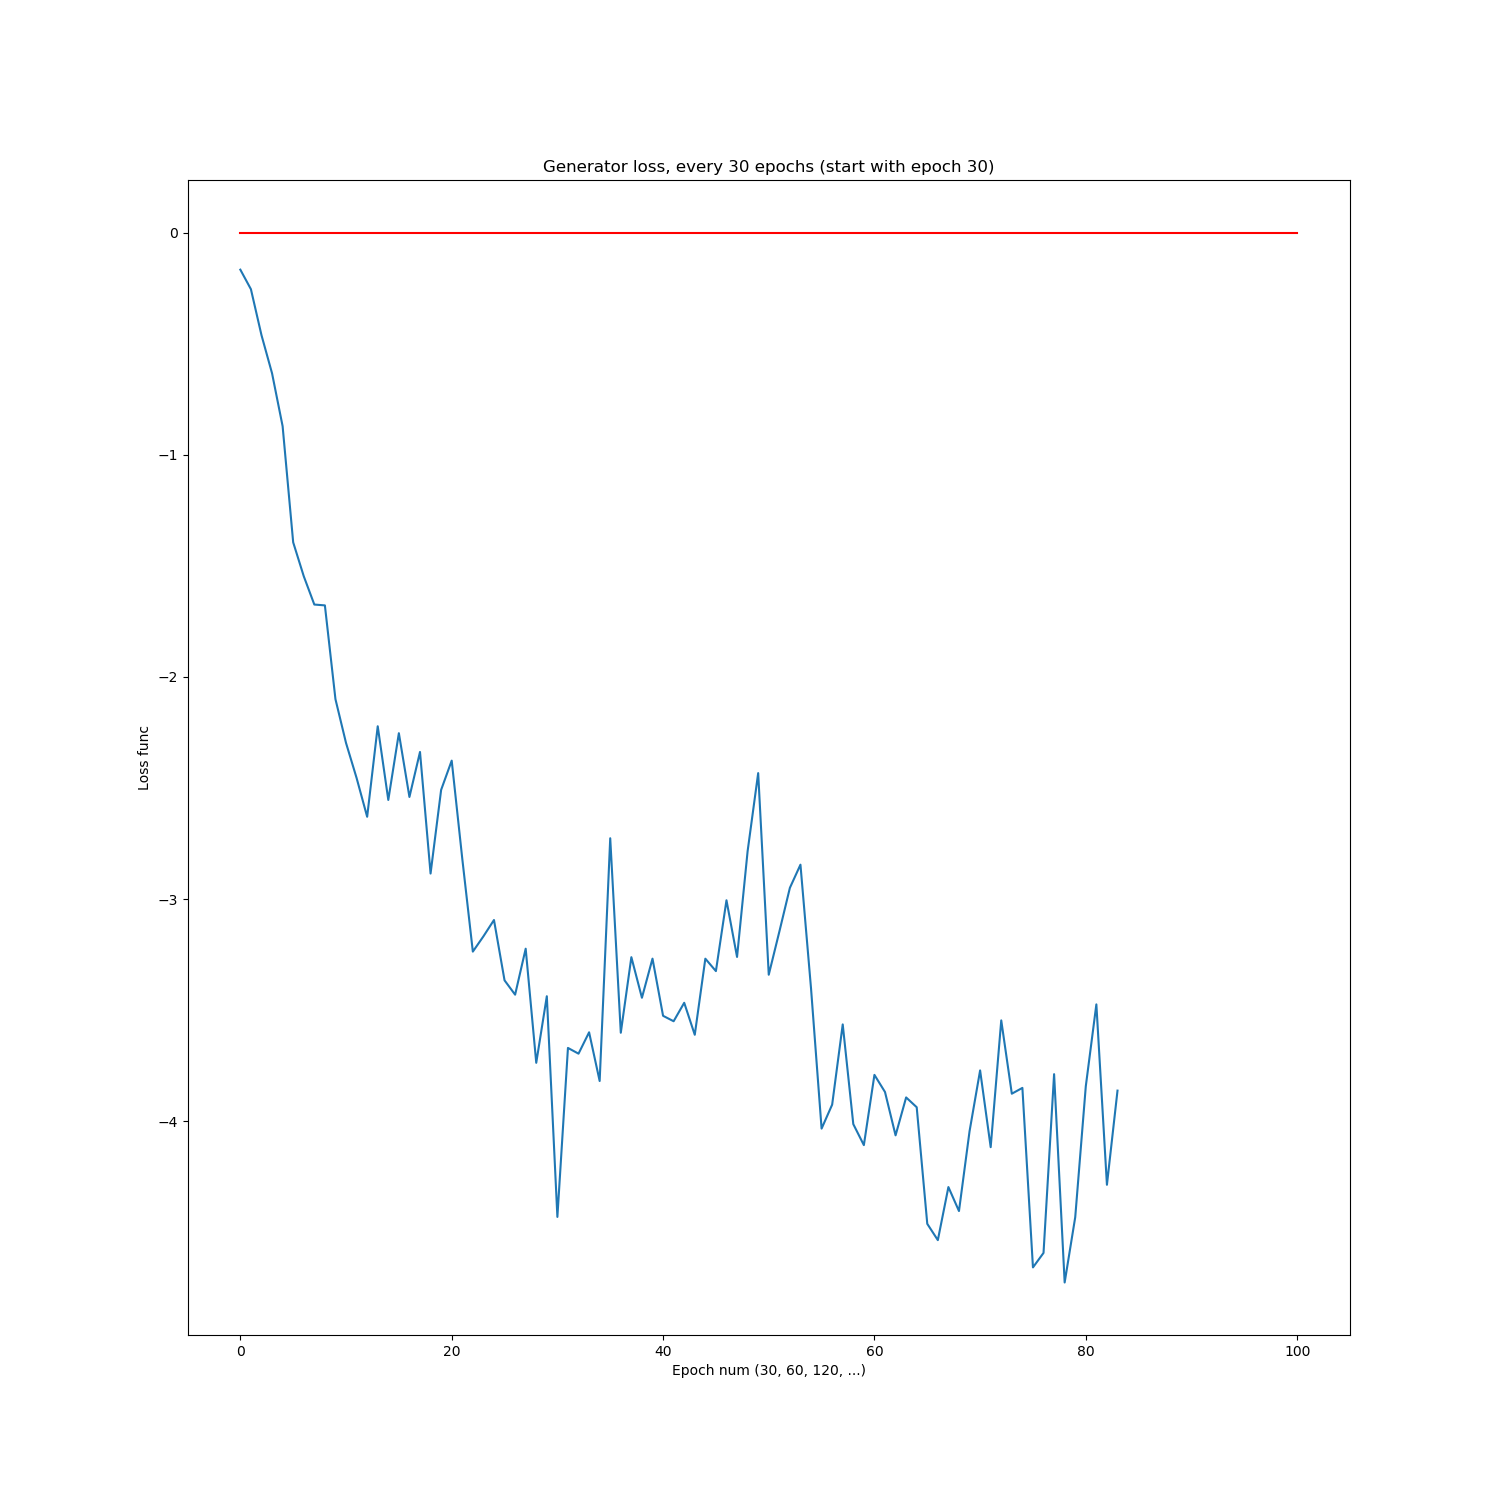 Generator loss, every 30 epochs (start with epoch 30)
0
−1
−2
−3
−4
Loss func
0 20 40 60 80 100
Epoch num (30, 60, 120, ...)